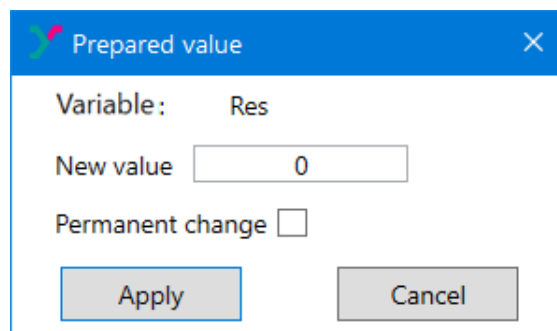 Prepared value
Variable: Res
New value 0
Permanent change
Apply Cancel